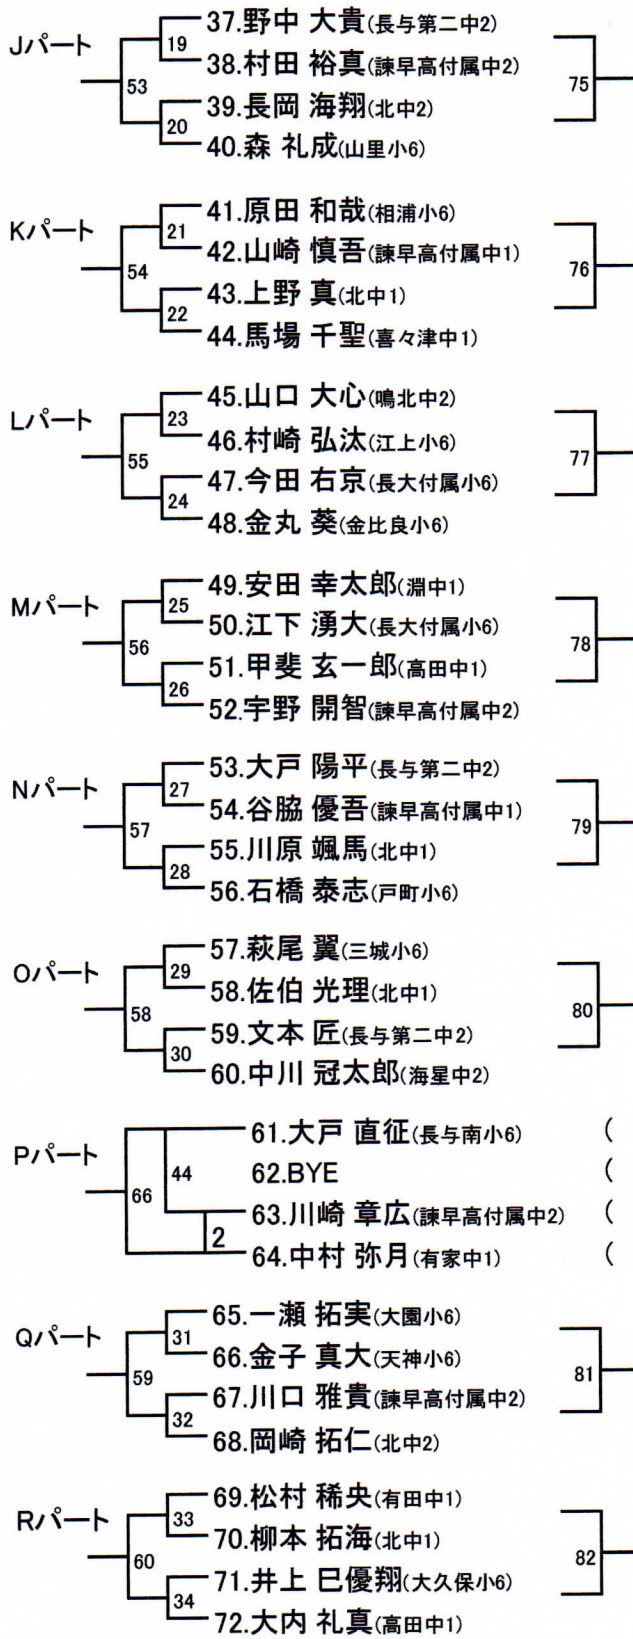 37.野中 大貴(長与第二中2)
Jパート
19
38.村田 裕真(諫早高付属中2)
53
75
39.長岡 海翔(北中2)
20
40.森 礼成(山里小6)
41.原田 和哉(相浦小6)
Kパート
21
42.山崎 慎吾(諫早高付属中1)
54
76
43.上野 真(北中1)
22
44.馬場 千聖(喜々津中1)
45.山口 大心(鳴北中2)
Lパート
23
46.村崎 弘汰(江上小6)
55
77
47.今田 右京(長大付属小6)
24
48.金丸 葵(金比良小6)
49.安田 幸太郎(淵中1)
Mパート
25
50.江下 湧大(長大付属小6)
56
78
51.甲斐 玄一郎(高田中1)
26
52.宇野 開智(諫早高付属中2)
53.大戸 陽平(長与第二中2)
Nパート
27
54.谷脇 優吾(諫早高付属中1)
57
79
55.川原 颯馬(北中1)
28
56.石橋 泰志(戸町小6)
57.萩尾 翼(三城小6)
Oパート
29
58.佐伯 光理(北中1)
58
80
59.文本 匠(長与第二中2)
30
60.中川 冠太郎(海星中2)
61.大戸 直征(長与南小6) (
Pパート
44
62.BYE (
66
63.川崎 章広(諫早高付属中2) (
2
64.中村 弥月(有家中1) (
65.一瀬 拓実(大園小6)
Qパート
31
66.金子 真大(天神小6)
59
81
67.川口 雅貴(諫早高付属中2)
32
68.岡崎 拓仁(北中2)
69.松村 稀央(有田中1)
Rパート
33
70.柳本 拓海(北中1)
60
82
71.井上 巳優翔(大久保小6)
34
72.大内 礼真(高田中1)